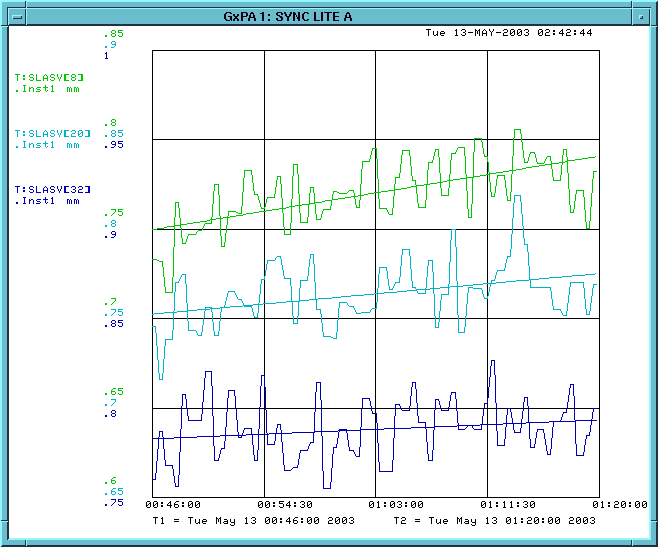 GxPA1: SYNC LITE A
Tue 13-MAY-2003 02:42:44
.85
.9
1
T:SLASV[8]
.Inst1 mm
.8
.85
.95
T:SLASV[20]
.Inst1 mm
T:SLASV[32]
.Inst1 mm
.75
.8
.9
.7
.75
.85
.65
.7
.8
.6
.65
.75
00:46:00 00:54:30 01:03:00 01:11:30 01:20:00
T1 = Tue May 13 00:46:00 2003 T2 = Tue May 13 01:20:00 2003